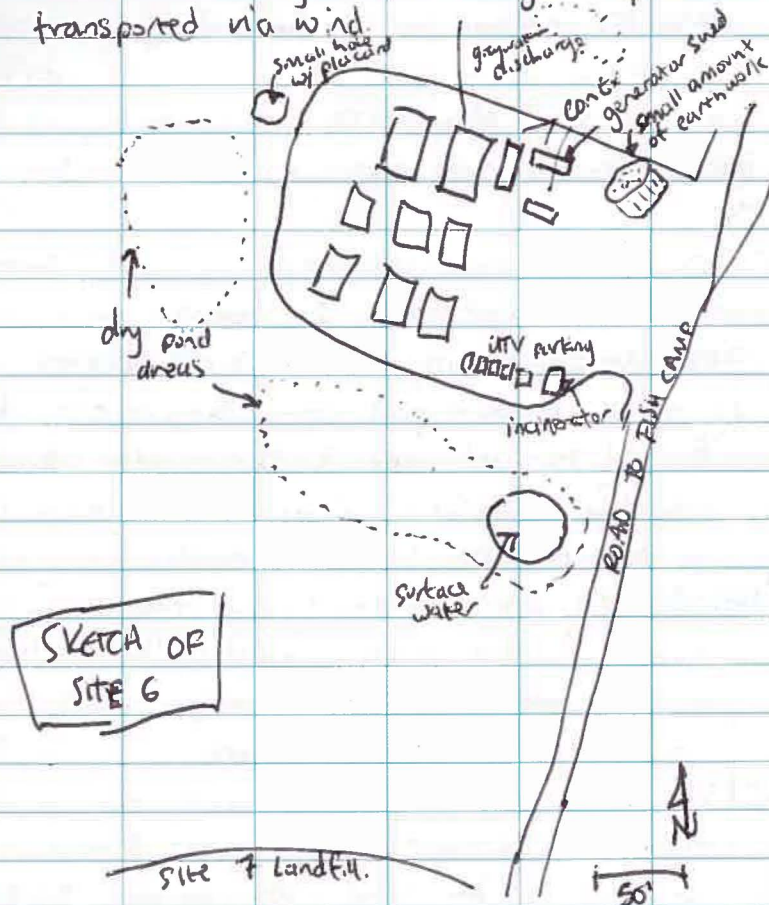 transported via wind.
small hole
w/ placard
greywater
discharge
conex
generator shed
small amount
of earthwork
dry pond
areas
UTV parking
incinerator
ROAD TO FISH CAMP
surface
water
SKETCH OF
SITE 6
N
Site 7 Landfill.
50'